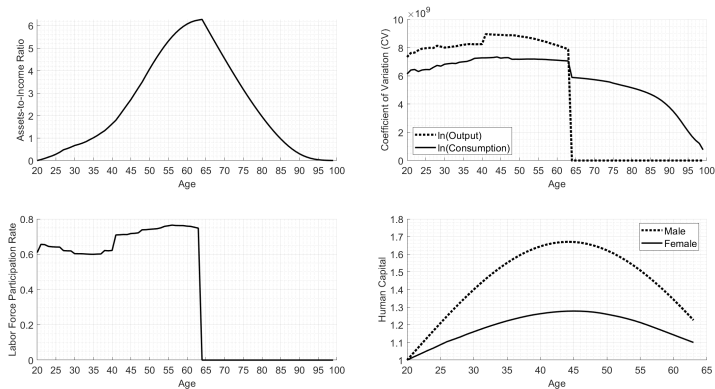 Assets-to-Income Ratio
6
5
4
3
2
1
0
20 25 30 35 40 45 50 55 60 65 70 75 80 85 90 95 100
Age
× 10⁹
Coefficient of Variation (CV)
10
8
6
4
2
0
ln(Output)
ln(Consumption)
20 25 30 35 40 45 50 55 60 65 70 75 80 85 90 95 100
Age
Labor Force Participation Rate
0.8
0.6
0.4
0.2
0
20 25 30 35 40 45 50 55 60 65 70 75 80 85 90 95 100
Age
Human Capital
1.8
1.7
1.6
1.5
1.4
1.3
1.2
1.1
1
Male
Female
20 25 30 35 40 45 50 55 60 65
Age